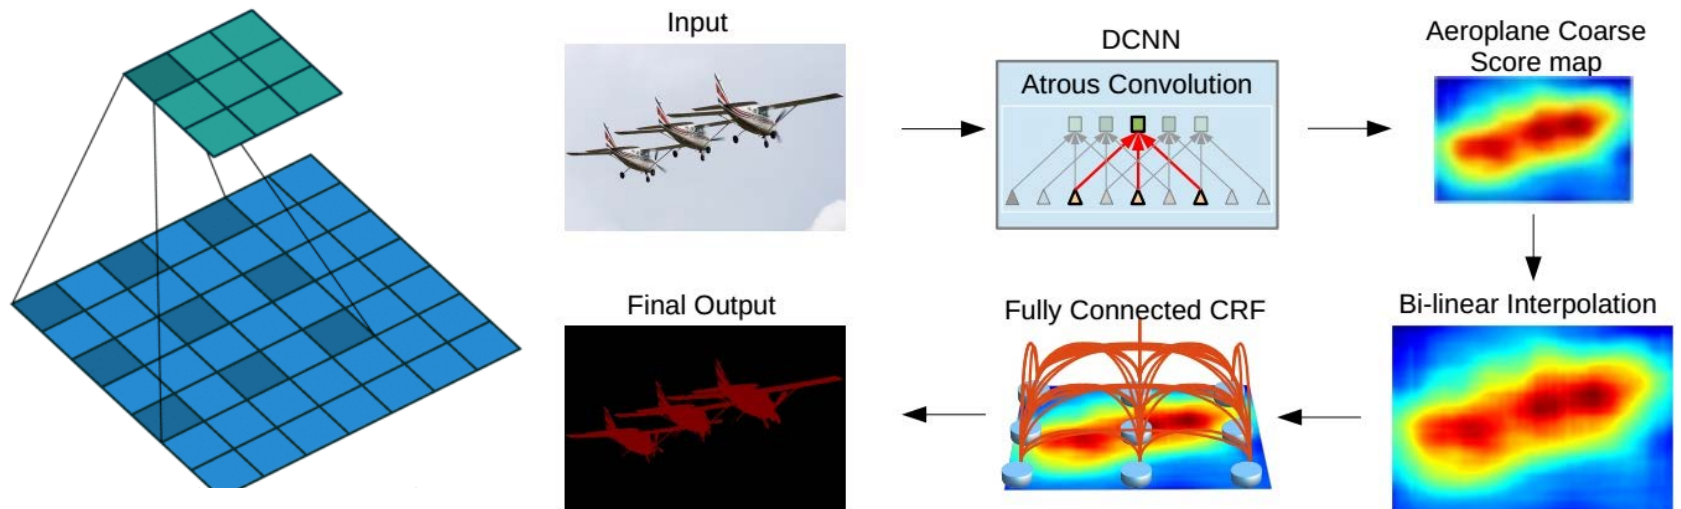 Input
DCNN
Atrous Convolution
Aeroplane Coarse
Score map
Final Output
Fully Connected CRF
Bi-linear Interpolation